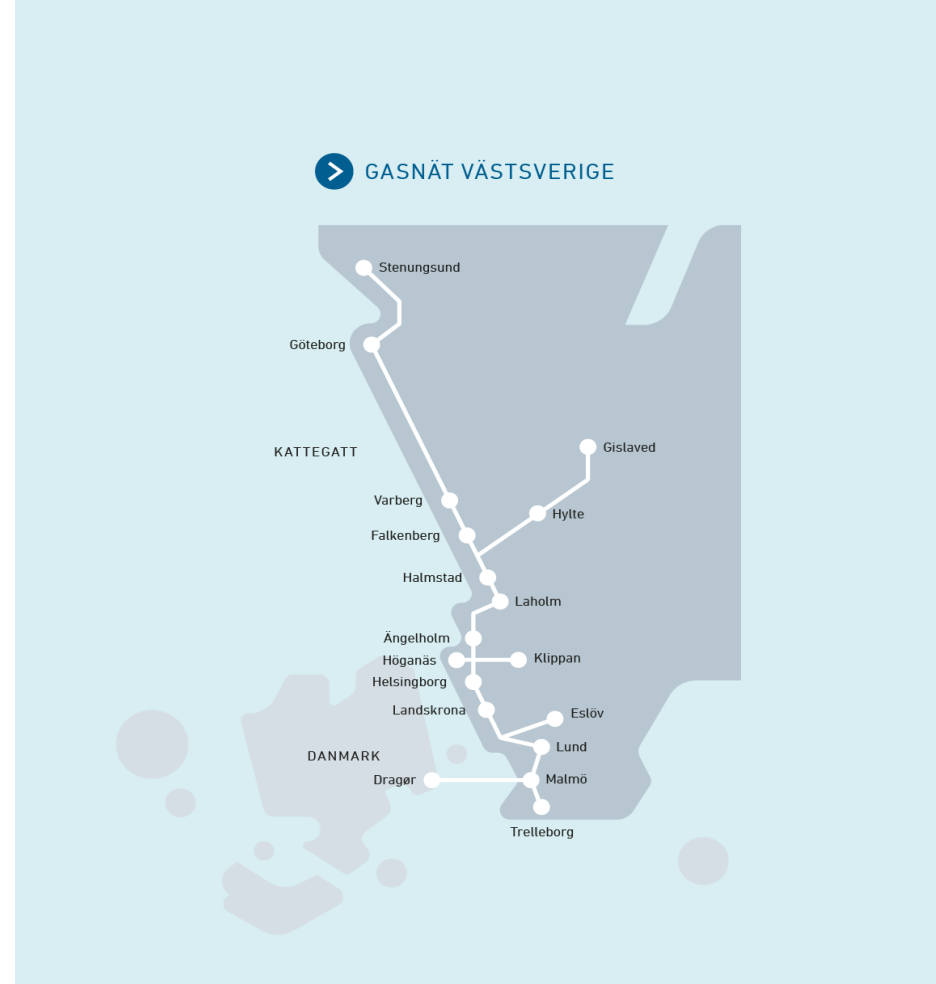 GASNÄT VÄSTSVERIGE
Stenungsund
Göteborg
Gislaved
KATTEGATT
Varberg
Hylte
Falkenberg
Halmstad
Laholm
Ängelholm
Höganäs
Klippan
Helsingborg
Landskrona
Eslöv
Lund
DANMARK
Dragør
Malmö
Trelleborg